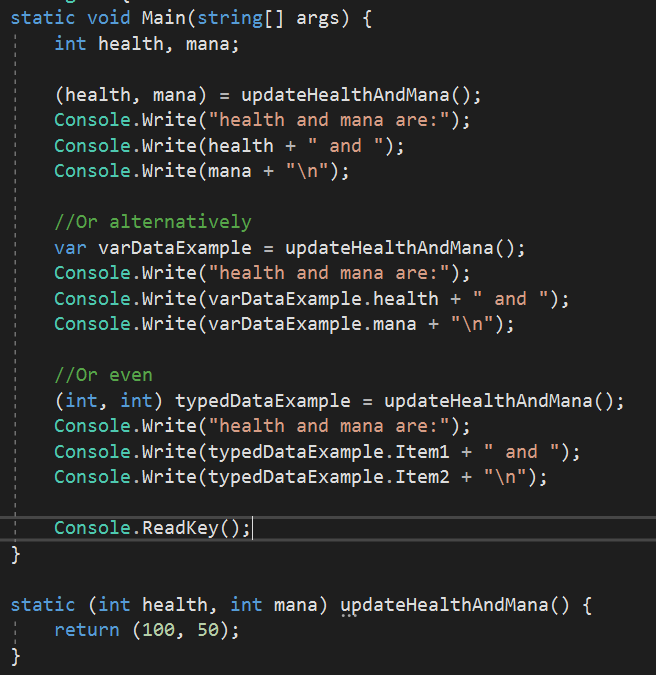 static void Main(string[] args) {
    int health, mana;

    (health, mana) = updateHealthAndMana();
    Console.Write("health and mana are:");
    Console.Write(health + " and ");
    Console.Write(mana + "\n");

    //Or alternatively
    var varDataExample = updateHealthAndMana();
    Console.Write("health and mana are:");
    Console.Write(varDataExample.health + " and ");
    Console.Write(varDataExample.mana + "\n");

    //Or even
    (int, int) typedDataExample = updateHealthAndMana();
    Console.Write("health and mana are:");
    Console.Write(typedDataExample.Item1 + " and ");
    Console.Write(typedDataExample.Item2 + "\n");

    Console.ReadKey();
}

static (int health, int mana) updateHealthAndMana() {
    return (100, 50);
}